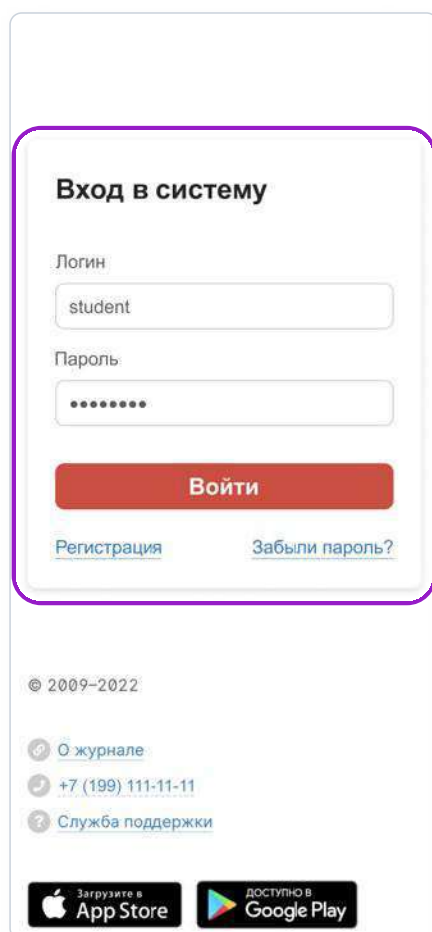 Вход в систему
Логин
student
Пароль
••••••••
Войти
Регистрация Забыли пароль?
© 2009–2022
О журнале
+7 (199) 111-11-11
Служба поддержки
Загрузите в
App Store
ДОСТУПНО В
Google Play